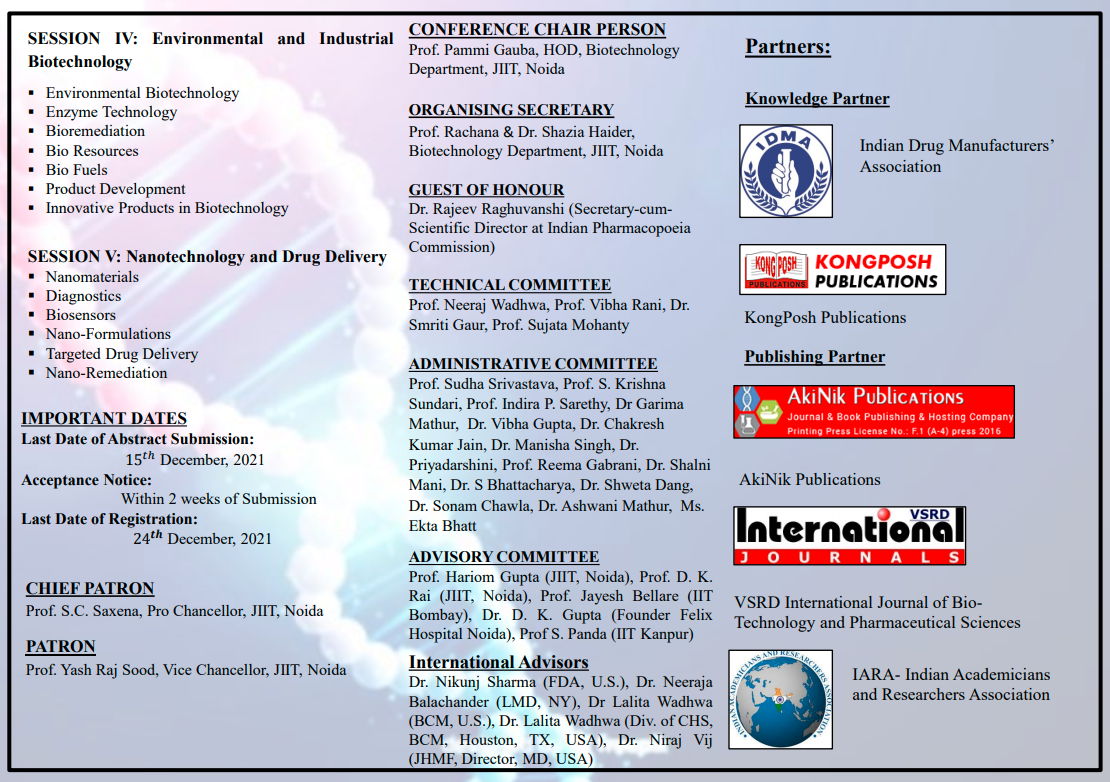 SESSION IV: Environmental and Industrial
Biotechnology
▪ Environmental Biotechnology
▪ Enzyme Technology
▪ Bioremediation
▪ Bio Resources
▪ Bio Fuels
▪ Product Development
▪ Innovative Products in Biotechnology
SESSION V: Nanotechnology and Drug Delivery
▪ Nanomaterials
▪ Diagnostics
▪ Biosensors
▪ Nano-Formulations
▪ Targeted Drug Delivery
▪ Nano-Remediation
IMPORTANT DATES
Last Date of Abstract Submission:
15th December, 2021
Acceptance Notice:
Within 2 weeks of Submission
Last Date of Registration:
24th December, 2021
CHIEF PATRON
Prof. S.C. Saxena, Pro Chancellor, JIIT, Noida
PATRON
Prof. Yash Raj Sood, Vice Chancellor, JIIT, Noida
CONFERENCE CHAIR PERSON
Prof. Pammi Gauba, HOD, Biotechnology
Department, JIIT, Noida
ORGANISING SECRETARY
Prof. Rachana & Dr. Shazia Haider,
Biotechnology Department, JIIT, Noida
GUEST OF HONOUR
Dr. Rajeev Raghuvanshi (Secretary-cum-
Scientific Director at Indian Pharmacopoeia
Commission)
TECHNICAL COMMITTEE
Prof. Neeraj Wadhwa, Prof. Vibha Rani, Dr.
Smriti Gaur, Prof. Sujata Mohanty
ADMINISTRATIVE COMMITTEE
Prof. Sudha Srivastava, Prof. S. Krishna
Sundari, Prof. Indira P. Sarethy, Dr Garima
Mathur, Dr. Vibha Gupta, Dr. Chakresh
Kumar Jain, Dr. Manisha Singh, Dr.
Priyadarshini, Prof. Reema Gabrani, Dr. Shalni
Mani, Dr. S Bhattacharya, Dr. Shweta Dang,
Dr. Sonam Chawla, Dr. Ashwani Mathur, Ms.
Ekta Bhatt
ADVISORY COMMITTEE
Prof. Hariom Gupta (JIIT, Noida), Prof. D. K.
Rai (JIIT, Noida), Prof. Jayesh Bellare (IIT
Bombay), Dr. D. K. Gupta (Founder Felix
Hospital Noida), Prof S. Panda (IIT Kanpur)
International Advisors
Dr. Nikunj Sharma (FDA, U.S.), Dr. Neeraja
Balachander (LMD, NY), Dr Lalita Wadhwa
(BCM, U.S.), Dr. Lalita Wadhwa (Div. of CHS,
BCM, Houston, TX, USA), Dr. Niraj Vij
(JHMF, Director, MD, USA)
Partners:
Knowledge Partner
IDMA
Indian Drug Manufacturers'
Association
KONG POSH
PUBLICATIONS
KONGPOSH
PUBLICATIONS
KongPosh Publications
Publishing Partner
AkiNik Publications
Journal & Book Publishing & Hosting Company
Printing Press License No.: F.1 (A-4) press 2016
AkiNik Publications
VSRD
International
JOURNALS
VSRD International Journal of Bio-
Technology and Pharmaceutical Sciences
INDIAN ACADEMICIANS AND RESEARCHERS ASSOCIATION
IARA- Indian Academicians
and Researchers Association